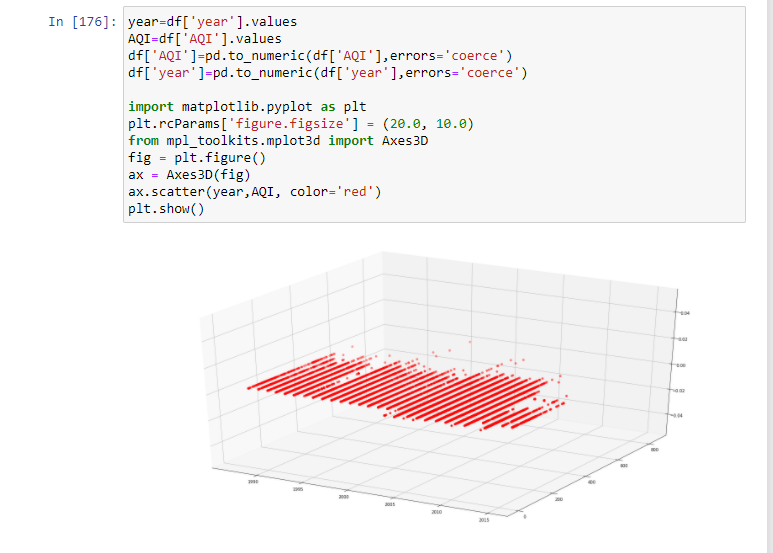 In [176]:
year=df['year'].values
AQI=df['AQI'].values
df['AQI']=pd.to_numeric(df['AQI'],errors='coerce')
df['year']=pd.to_numeric(df['year'],errors='coerce')
import matplotlib.pyplot as plt
plt.rcParams['figure.figsize'] = (20.0, 10.0)
from mpl_toolkits.mplot3d import Axes3D
fig = plt.figure()
ax = Axes3D(fig)
ax.scatter(year,AQI, color='red')
plt.show()
0.04
0.02
0.00
−0.02
−0.04
800
600
400
200
0
1990
1995
2000
2005
2010
2015